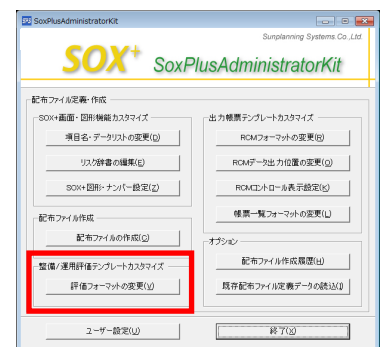 SoxPlusAdministratorKit
Sunplanning Systems.Co.,Ltd.
SOX+ SoxPlusAdministratorKit
配布ファイル定義・作成
SOX+画面・図形機能カスタマイズ
項目名・データリストの変更(D)
リスク辞書の編集(E)
SOX+図形・ナンバー設定(Z)
配布ファイル作成
配布ファイルの作成(C)
整備/運用評価テンプレートカスタマイズ
評価フォーマットの変更(V)
出力帳票テンプレートカスタマイズ
RCMフォーマットの変更(R)
RCMデータ出力位置の変更(O)
RCMコントロール表示設定(K)
帳票一覧フォーマットの変更(L)
オプション
配布ファイル作成履歴(H)
既存配布ファイル定義データの読込(I)
ユーザー設定(U)
終了(X)